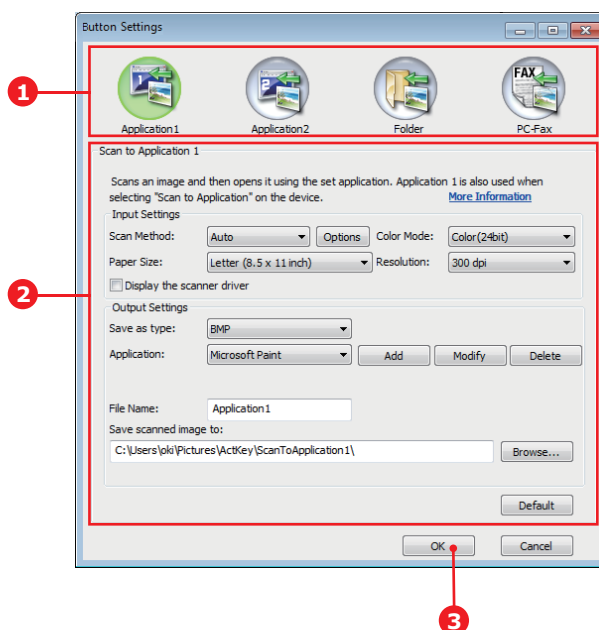 Button Settings
FAX
1
Application1 Application2 Folder PC-Fax
Scan to Application 1
Scans an image and then opens it using the set application. Application 1 is also used when
selecting "Scan to Application" on the device. More Information
Input Settings
Scan Method: Auto Options Color Mode: Color(24bit)
Paper Size: Letter (8.5 x 11 inch) Resolution: 300 dpi
Display the scanner driver
2
Output Settings
Save as type: BMP
Application: Microsoft Paint Add Modify Delete
File Name: Application1
Save scanned image to:
C:\Users\oki\Pictures\ActKey\ScanToApplication1\ Browse...
Default
OK Cancel
3